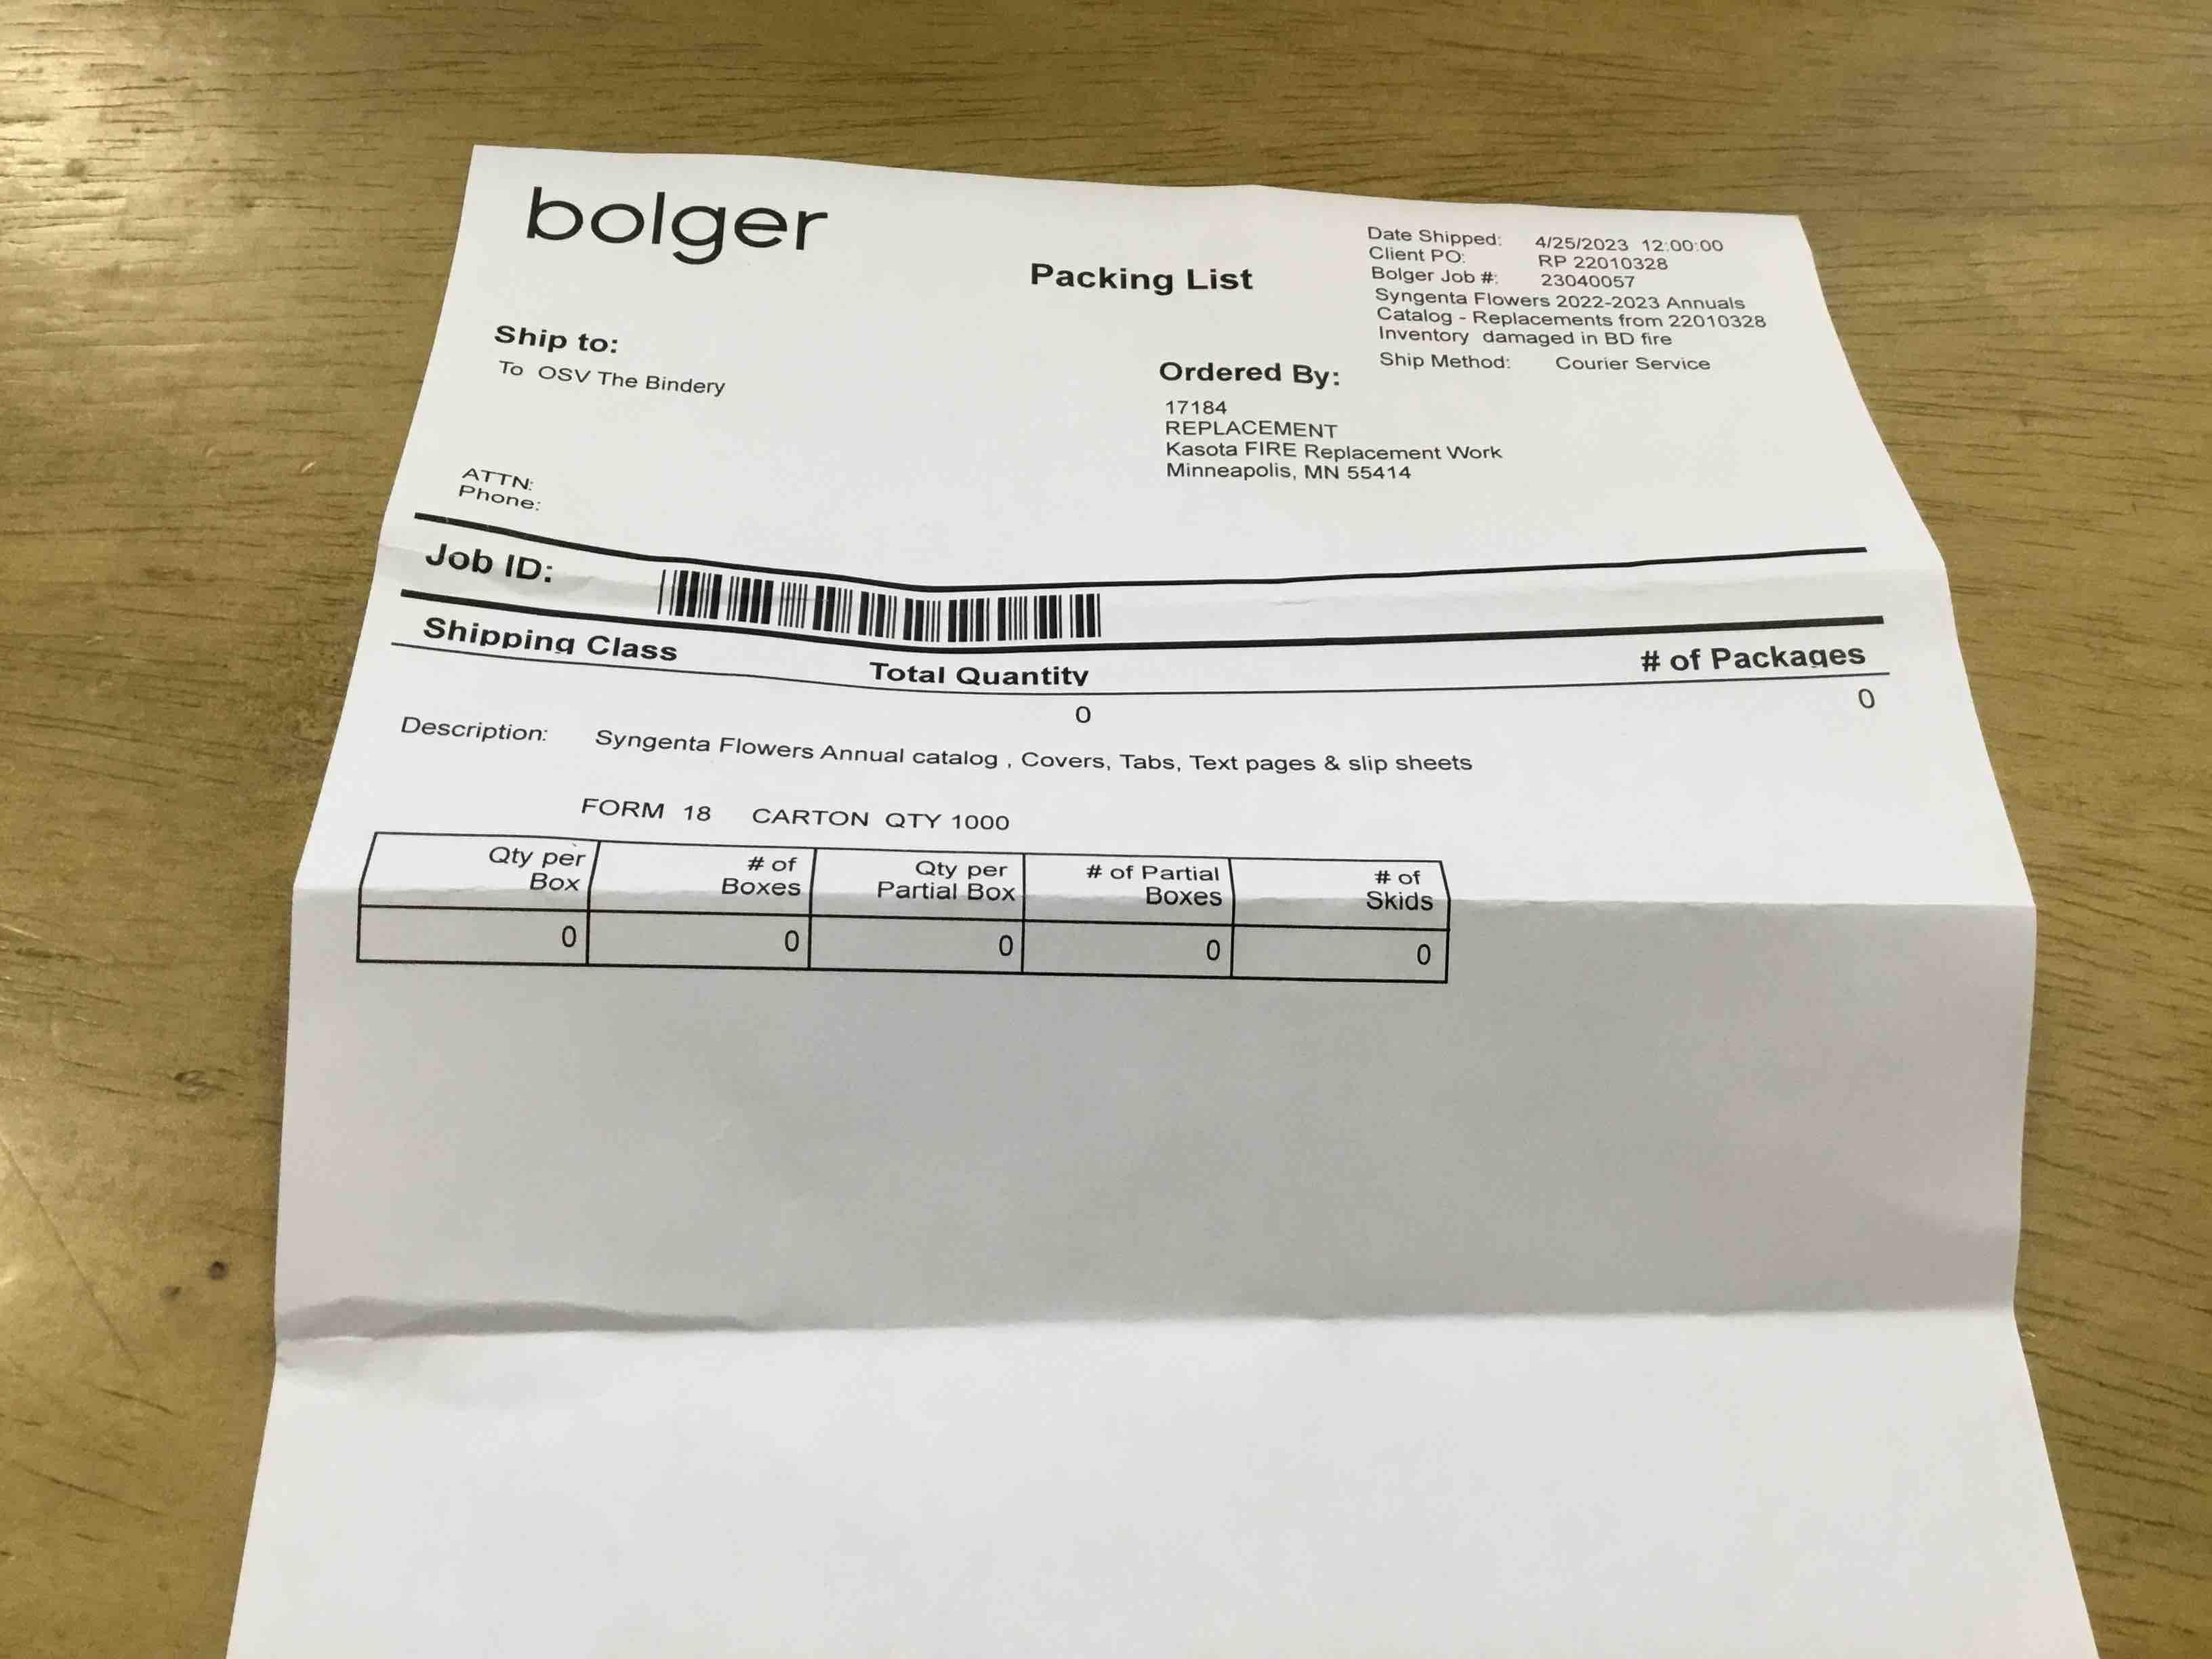 bolger
Packing List
Date Shipped: 4/25/2023 12:00:00
Client PO: RP 22010328
Bolger Job #: 23040057
Syngenta Flowers 2022-2023 Annuals
Catalog - Replacements from 22010328
Inventory damaged in BD fire
Ship Method: Courier Service
Ship to:
To OSV The Bindery
ATTN:
Phone:
Ordered By:
17184
REPLACEMENT
Kasota FIRE Replacement Work
Minneapolis, MN 55414
Job ID:
Shipping Class Total Quantity # of Packages
0 0
Description: Syngenta Flowers Annual catalog , Covers, Tabs, Text pages & slip sheets
FORM 18 CARTON QTY 1000
Qty per Box # of Boxes Qty per Partial Box # of Partial Boxes # of Skids
0 0 0 0 0